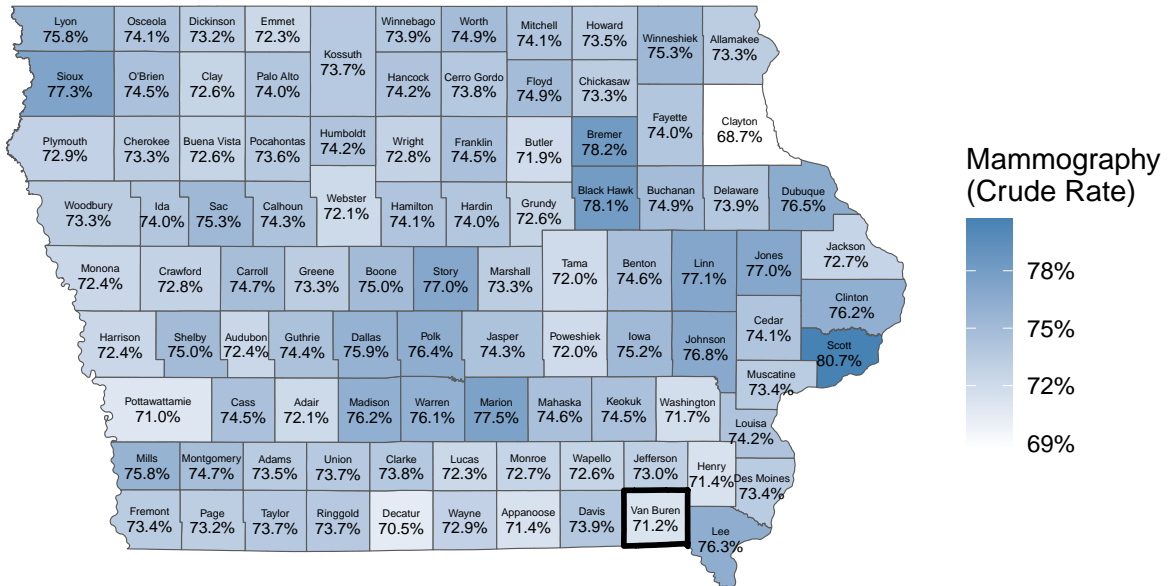 Lyon
75.8%
Osceola
74.1%
Dickinson
73.2%
Emmet
72.3%
Kossuth
73.7%
Winnebago
73.9%
Worth
74.9%
Mitchell
74.1%
Howard
73.5%
Winneshiek
75.3%
Allamakee
73.3%
Sioux
77.3%
O'Brien
74.5%
Clay
72.6%
Palo Alto
74.0%
Hancock
74.2%
Cerro Gordo
73.8%
Floyd
74.9%
Chickasaw
73.3%
Fayette
74.0%
Clayton
68.7%
Plymouth
72.9%
Cherokee
73.3%
Buena Vista
72.6%
Pocahontas
73.6%
Humboldt
74.2%
Wright
72.8%
Franklin
74.5%
Butler
71.9%
Bremer
78.2%
Woodbury
73.3%
Ida
74.0%
Sac
75.3%
Calhoun
74.3%
Webster
72.1%
Hamilton
74.1%
Hardin
74.0%
Grundy
72.6%
Black Hawk
78.1%
Buchanan
74.9%
Delaware
73.9%
Dubuque
76.5%
Monona
72.4%
Crawford
72.8%
Carroll
74.7%
Greene
73.3%
Boone
75.0%
Story
77.0%
Marshall
73.3%
Tama
72.0%
Benton
74.6%
Linn
77.1%
Jones
77.0%
Jackson
72.7%
Clinton
76.2%
Harrison
72.4%
Shelby
75.0%
Audubon
72.4%
Guthrie
74.4%
Dallas
75.9%
Polk
76.4%
Jasper
74.3%
Poweshiek
72.0%
Iowa
75.2%
Johnson
76.8%
Cedar
74.1%
Scott
80.7%
Muscatine
73.4%
Pottawattamie
71.0%
Cass
74.5%
Adair
72.1%
Madison
76.2%
Warren
76.1%
Marion
77.5%
Mahaska
74.6%
Keokuk
74.5%
Washington
71.7%
Louisa
74.2%
Mills
75.8%
Montgomery
74.7%
Adams
73.5%
Union
73.7%
Clarke
73.8%
Lucas
72.3%
Monroe
72.7%
Wapello
72.6%
Jefferson
73.0%
Henry
71.4%
Des Moines
73.4%
Fremont
73.4%
Page
73.2%
Taylor
73.7%
Ringgold
73.7%
Decatur
70.5%
Wayne
72.9%
Appanoose
71.4%
Davis
73.9%
Van Buren
71.2%
Lee
76.3%
Mammography
(Crude Rate)
78%
75%
72%
69%